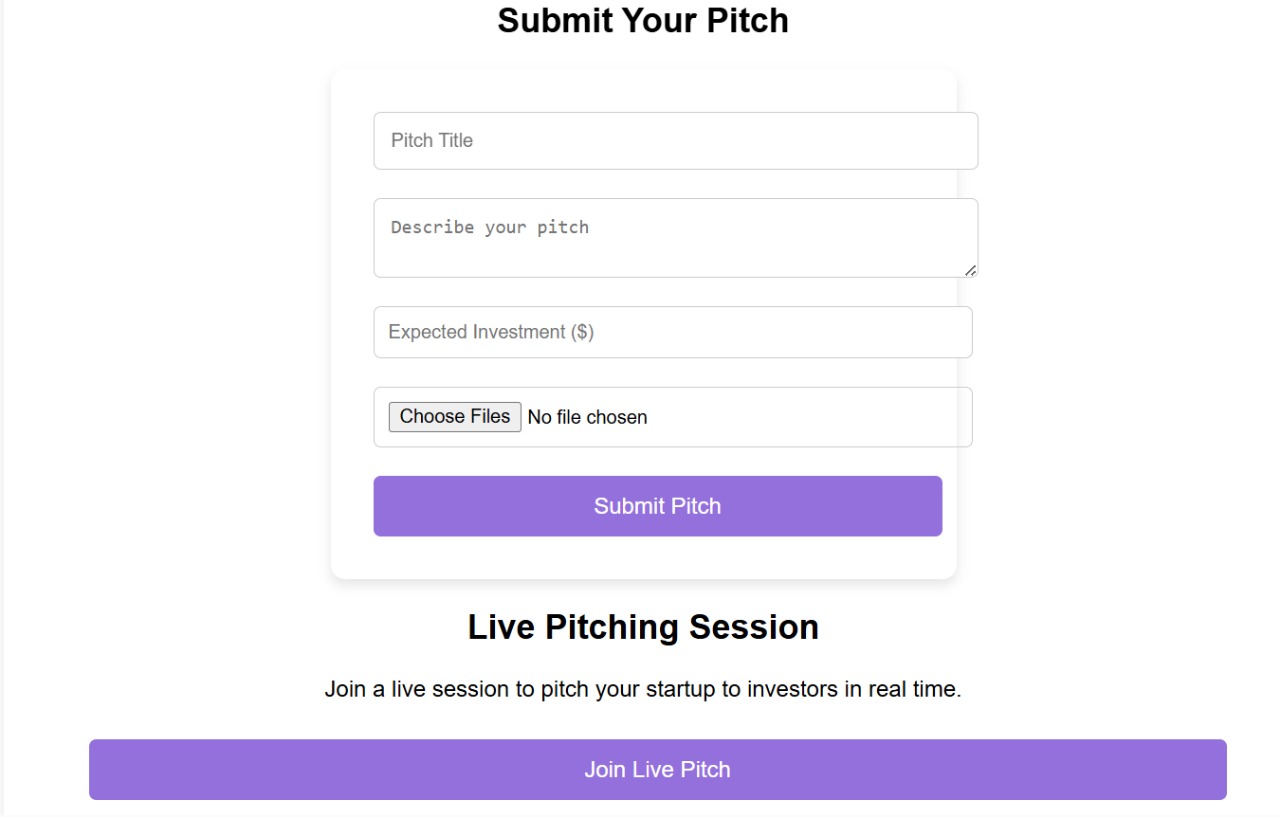 Submit Your Pitch
Pitch Title
Describe your pitch
Expected Investment ($)
Choose Files No file chosen
Submit Pitch
Live Pitching Session
Join a live session to pitch your startup to investors in real time.
Join Live Pitch